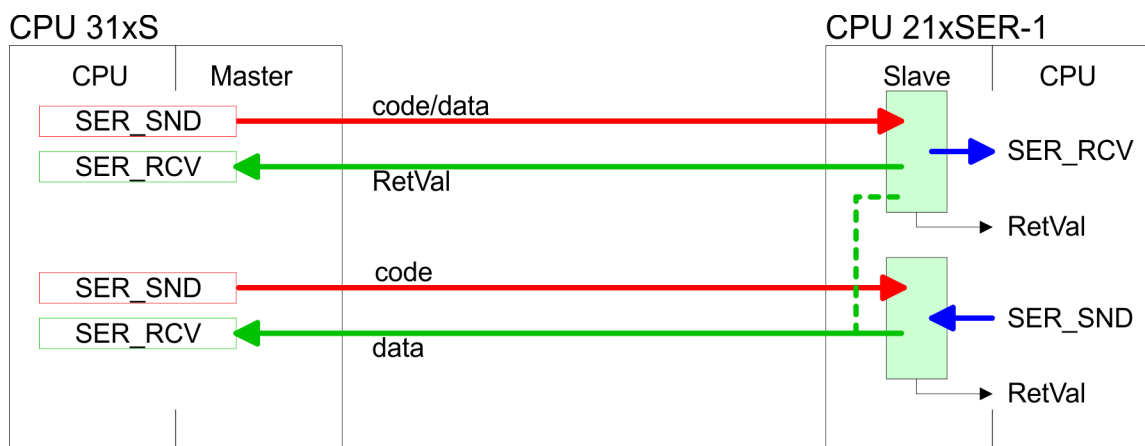 CPU 31xS
CPU 21xSER-1
CPU
Master
Slave
CPU
SER_SND
code/data
SER_RCV
SER_RCV
RetVal
RetVal
SER_SND
code
SER_SND
SER_RCV
data
RetVal